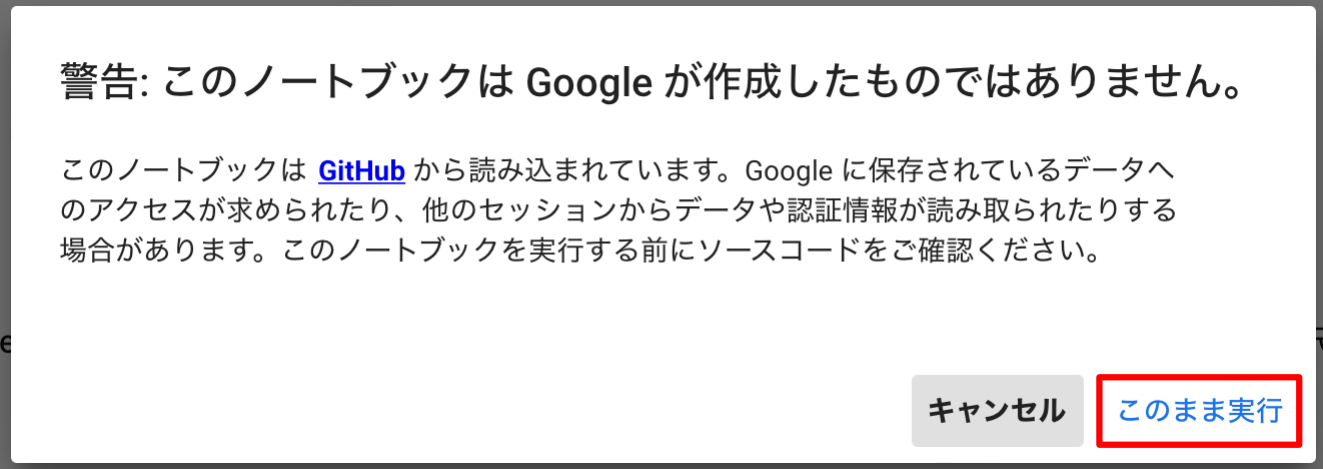 警告: このノートブックは Google が作成したものではありません。
このノートブックは GitHub から読み込まれています。Google に保存されているデータへ
のアクセスが求められたり、他のセッションからデータや認証情報が読み取られたりする
場合があります。このノートブックを実行する前にソースコードをご確認ください。
キャンセル このまま実行